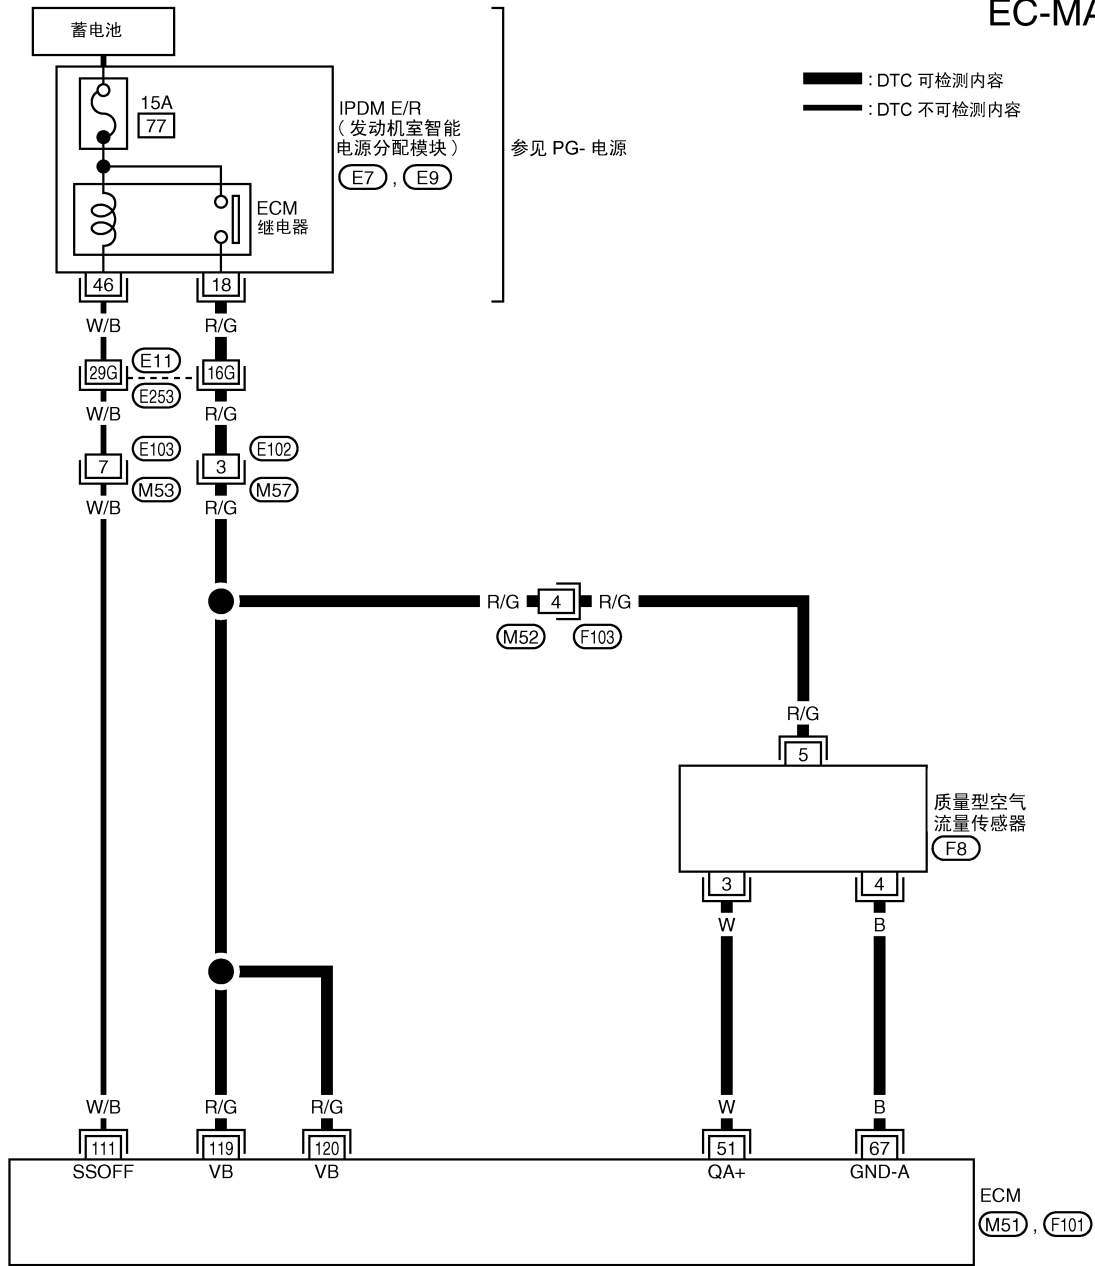 EC-MA
蓄电池
: DTC 可检测内容
: DTC 不可检测内容
15A
77
IPDM E/R
( 发动机室智能
电源分配模块 )
E7 , E9
参见 PG- 电源
ECM
继电器
46
18
W/B
R/G
29G
E11
16G
E253
W/B
R/G
7
E103
3
E102
M53
M57
W/B
R/G
R/G
4
R/G
M52
F103
R/G
5
质量型空气
流量传感器
F8
3
4
W
B
W/B
R/G
R/G
W
B
111
119
120
51
67
SSOFF
VB
VB
QA+
GND-A
ECM
M51 , F101